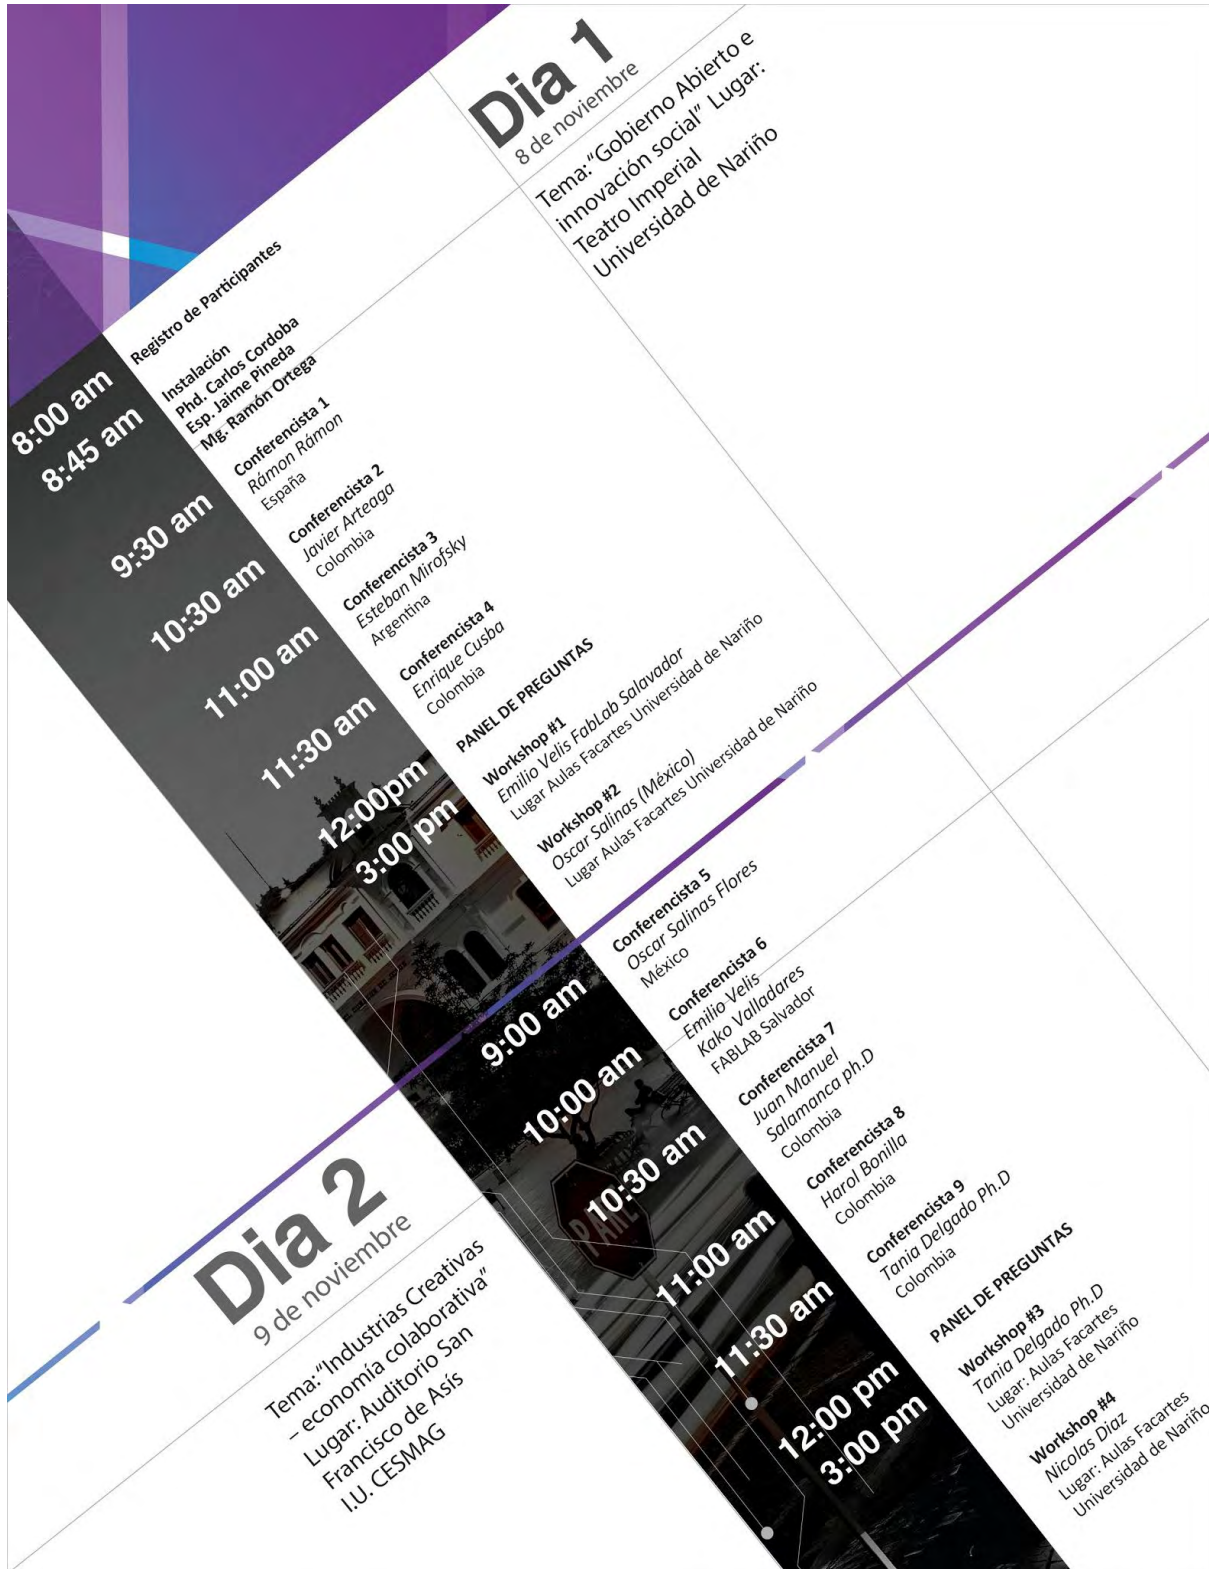 Dia 1
8 de noviembre
Tema:“Gobierno Abierto e
innovación social” Lugar:
Teatro Imperial
Universidad de Nariño
8:00 am
Registro de Participantes
8:45 am
Instalación
Phd. Carlos Cordoba
Esp. Jaime Pineda
Mg. Ramón Ortega
9:30 am
Conferencista 1
Rámon Rámon
España
10:30 am
Conferencista 2
Javier Arteaga
Colombia
11:00 am
Conferencista 3
Esteban Mirofsky
Argentina
11:30 am
Conferencista 4
Enrique Cusba
Colombia
12:00pm
PANEL DE PREGUNTAS
3:00 pm
Workshop #1
Emilio Velis FabLab Salavador
Lugar Aulas Facartes Universidad de Nariño
Workshop #2
Oscar Salinas (México)
Lugar Aulas Facartes Universidad de Nariño
Dia 2
9 de noviembre
Tema:“Industrias Creativas
– economía colaborativa”
Lugar: Auditorio San
Francisco de Asís
I.U. CESMAG
9:00 am
Conferencista 5
Oscar Salinas Flores
México
10:00 am
Conferencista 6
Emilio Velis
Kako Valladares
FABLAB Salvador
10:30 am
Conferencista 7
Juan Manuel
Salamanca ph.D
Colombia
11:00 am
Conferencista 8
Harol Bonilla
Colombia
11:30 am
Conferencista 9
Tania Delgado Ph.D
Colombia
12:00 pm
PANEL DE PREGUNTAS
3:00 pm
Workshop #3
Tania Delgado Ph.D
Lugar: Aulas Facartes
Universidad de Nariño
Workshop #4
Nicolas Diaz
Lugar: Aulas Facartes
Universidad de Nariño
PARE